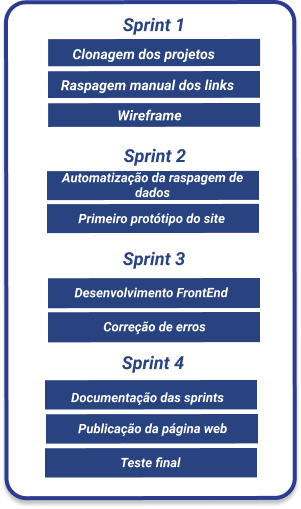 Sprint 1
Clonagem dos projetos
Raspagem manual dos links
Wireframe
Sprint 2
Automatização da raspagem de
dados
Primeiro protótipo do site
Sprint 3
Desenvolvimento FrontEnd
Correção de erros
Sprint 4
Documentação das sprints
Publicação da página web
Teste final